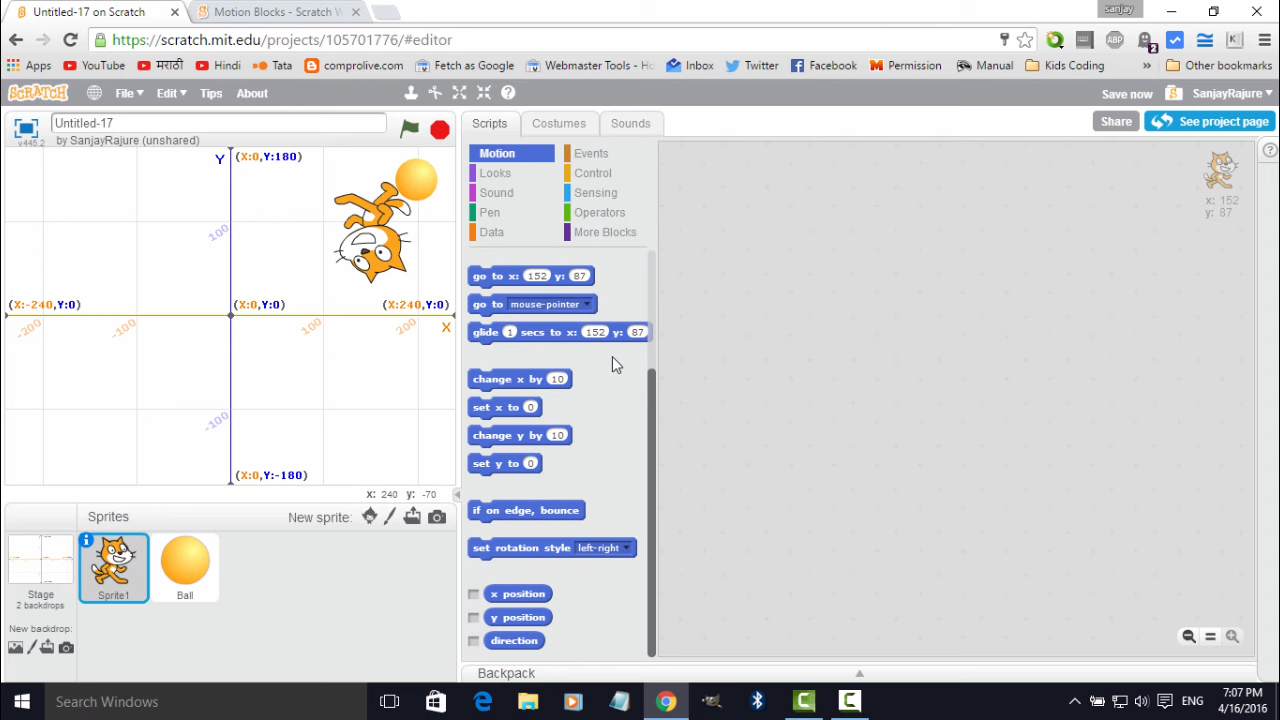 Untitled-17 on Scratch
Motion Blocks - Scratch W
sanjay
https://scratch.mit.edu/projects/105701776/#editor
ABP
2
K
Apps
YouTube
मराठी
Hindi
Tata
comprolive.com
Fetch as Google
Webmaster Tools - Ho
Inbox
Twitter
Facebook
Permission
Manual
Kids Coding
»
Other bookmarks
SCRATCH
File
Edit
Tips
About
Save now
SanjayRajure
v445.2
Untitled-17
by SanjayRajure (unshared)
Scripts
Costumes
Sounds
Share
See project page
Y
(X:0,Y:180)
100
(X:-240,Y:0)
(X:0,Y:0)
(X:240,Y:0)
-200
-100
100
200
X
-100
(X:0,Y:-180)
x: 240 y: -70
Motion
Events
Looks
Control
Sound
Sensing
Pen
Operators
Data
More Blocks
go to x: 152 y: 87
go to mouse-pointer
glide 1 secs to x: 152 y: 87
change x by 10
set x to 0
change y by 10
set y to 0
if on edge, bounce
set rotation style left-right
x position
y position
direction
x: 152
y: 87
Sprites
New sprite:
Stage
2 backdrops
New backdrop:
Sprite1
Ball
Backpack
Search Windows
ENG
7:07 PM
4/16/2016